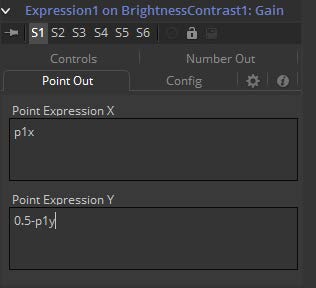 Expression1 on BrightnessContrast1: Gain
S1 S2 S3 S4 S5 S6
Controls Number Out
Point Out Config
Point Expression X
p1x
Point Expression Y
0.5-p1y